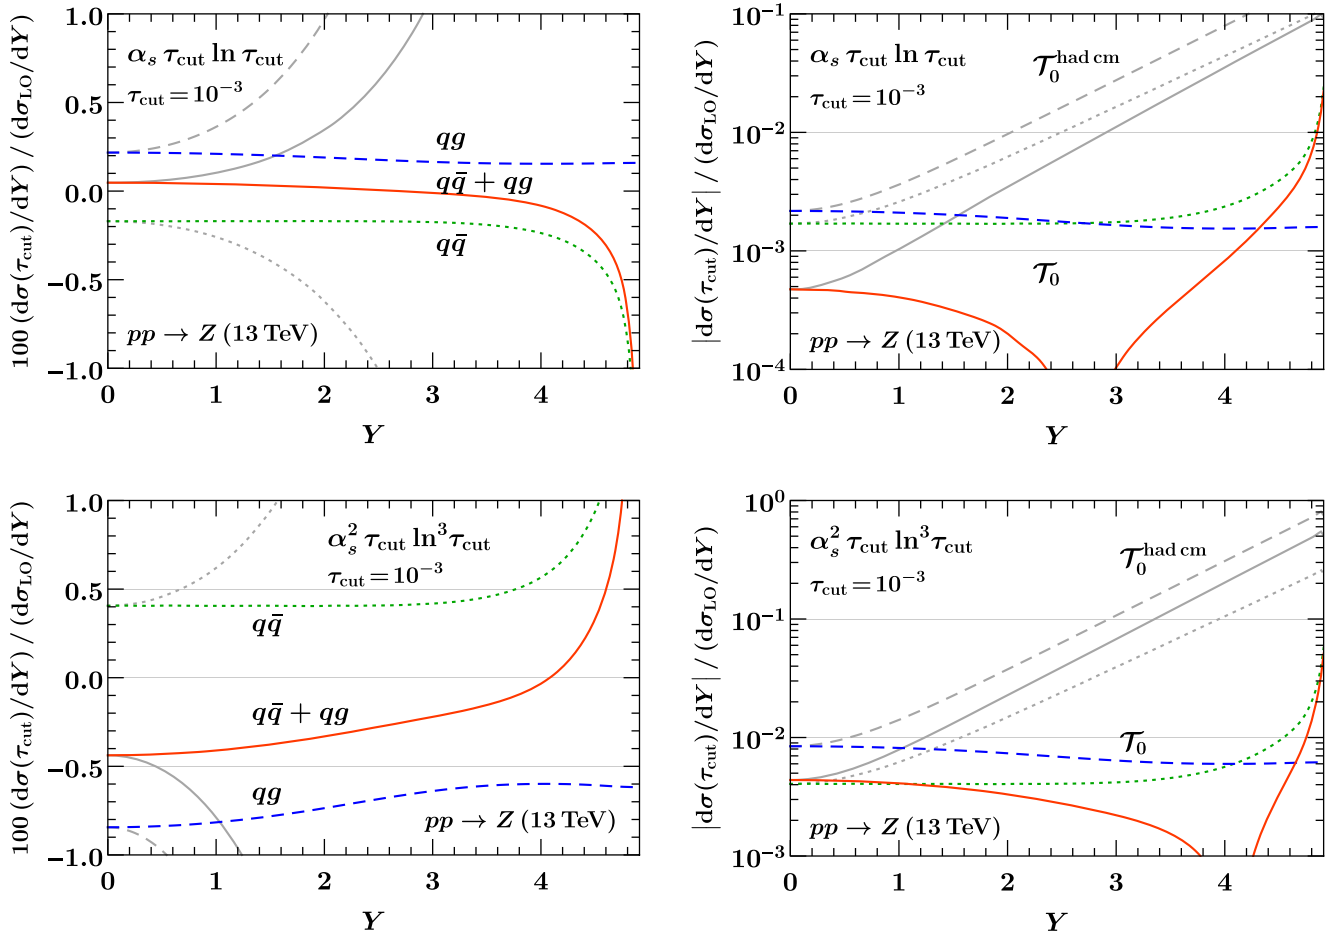 100 (dσ(τcut)/dY) / (dσLO/dY)
1.0
0.5
0.0
−0.5
−1.0
αs τcut ln τcut
τcut = 10⁻³
qg
qq̄ + qg
qq̄
pp → Z (13 TeV)
0 1 2 3 4
Y
|dσ(τcut)/dY| / (dσLO/dY)
10⁻¹
10⁻²
10⁻³
10⁻⁴
αs τcut ln τcut
τcut = 10⁻³
𝒯₀^had cm
𝒯₀
pp → Z (13 TeV)
0 1 2 3 4
Y
100 (dσ(τcut)/dY) / (dσLO/dY)
1.0
0.5
0.0
−0.5
−1.0
αs² τcut ln³τcut
τcut = 10⁻³
qq̄
qq̄ + qg
qg
pp → Z (13 TeV)
0 1 2 3 4
Y
|dσ(τcut)/dY| / (dσLO/dY)
10⁰
10⁻¹
10⁻²
10⁻³
αs² τcut ln³τcut
τcut = 10⁻³
𝒯₀^had cm
𝒯₀
pp → Z (13 TeV)
0 1 2 3 4
Y